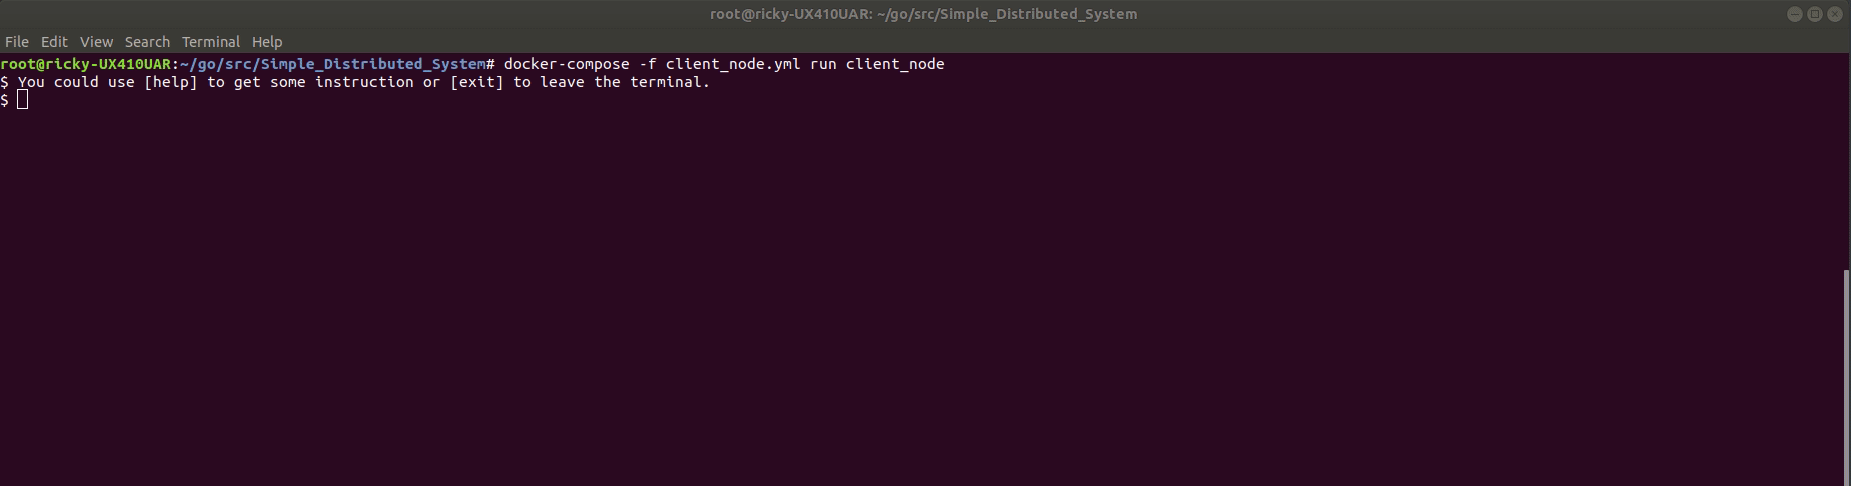 root@ricky-UX410UAR: ~/go/src/Simple_Distributed_System
File Edit View Search Terminal Help
root@ricky-UX410UAR:~/go/src/Simple_Distributed_System# docker-compose -f client_node.yml run client_node
$ You could use [help] to get some instruction or [exit] to leave the terminal.
$